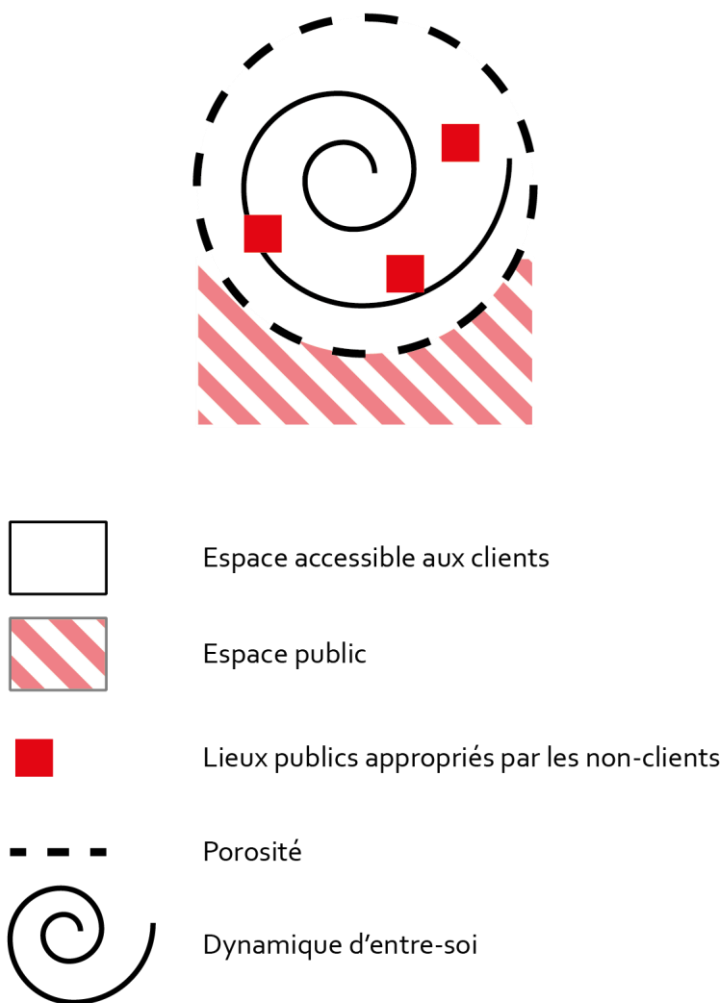 Espace accessible aux clients
Espace public
Lieux publics appropriés par les non-clients
Porosité
Dynamique d'entre-soi